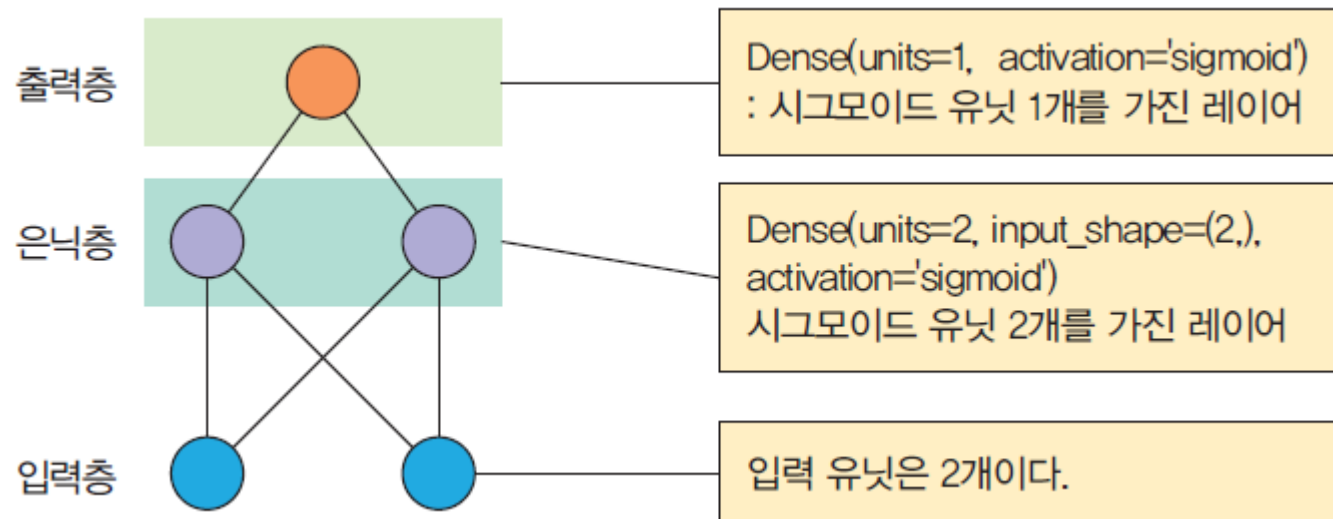 출력층
Dense(units=1, activation='sigmoid')
: 시그모이드 유닛 1개를 가진 레이어
은닉층
Dense(units=2, input_shape=(2,),
activation='sigmoid')
시그모이드 유닛 2개를 가진 레이어
입력층
입력 유닛은 2개이다.